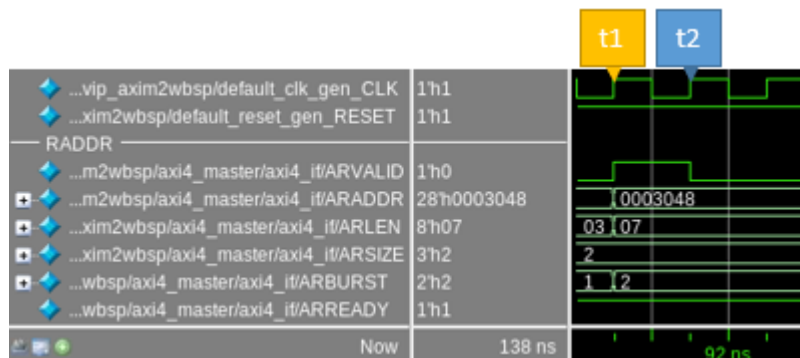 t1 t2
...vip_axim2wbsp/default_clk_gen_CLK 1'h1
...xim2wbsp/default_reset_gen_RESET 1'h1
RADDR
...m2wbsp/axi4_master/axi4_if/ARVALID 1'h0
...m2wbsp/axi4_master/axi4_if/ARADDR 28'h0003048 0003048
...xim2wbsp/axi4_master/axi4_if/ARLEN 8'h07 03 07
...xim2wbsp/axi4_master/axi4_if/ARSIZE 3'h2 2
...wbsp/axi4_master/axi4_if/ARBURST 2'h2 1 2
...wbsp/axi4_master/axi4_if/ARREADY 1'h1
Now 138 ns 92 ns